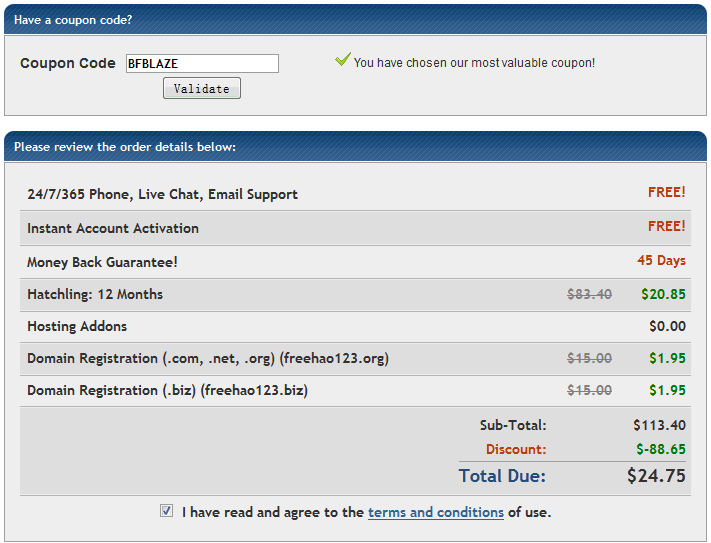 Have a coupon code?
Coupon Code BFBLAZE You have chosen our most valuable coupon!
Validate
Please review the order details below:
24/7/365 Phone, Live Chat, Email Support FREE!
Instant Account Activation FREE!
Money Back Guarantee! 45 Days
Hatchling: 12 Months $83.40 $20.85
Hosting Addons $0.00
Domain Registration (.com, .net, .org) (freehao123.org) $15.00 $1.95
Domain Registration (.biz) (freehao123.biz) $15.00 $1.95
Sub-Total: $113.40
Discount: $-88.65
Total Due: $24.75
I have read and agree to the terms and conditions of use.